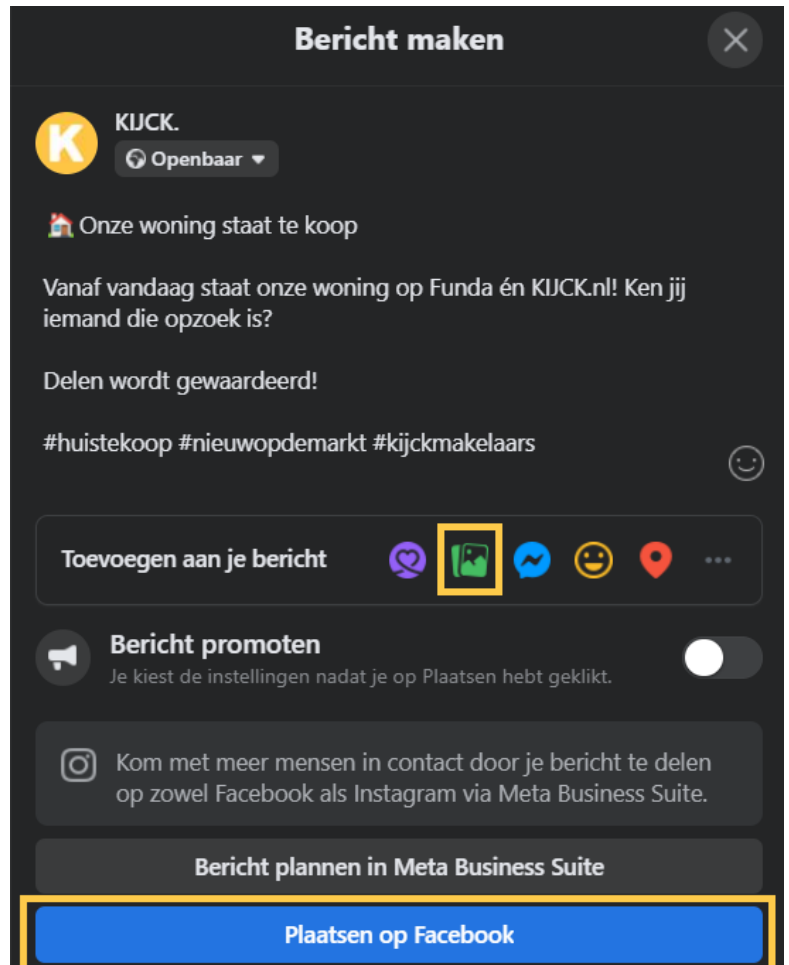 Bericht maken
K
KIJCK.
Openbaar
🏠 Onze woning staat te koop
Vanaf vandaag staat onze woning op Funda én KIJCK.nl! Ken jij
iemand die opzoek is?
Delen wordt gewaardeerd!
#huistekoop #nieuwopdemarkt #kijckmakelaars
Toevoegen aan je bericht
Bericht promoten
Je kiest de instellingen nadat je op Plaatsen hebt geklikt.
Kom met meer mensen in contact door je bericht te delen
op zowel Facebook als Instagram via Meta Business Suite.
Bericht plannen in Meta Business Suite
Plaatsen op Facebook